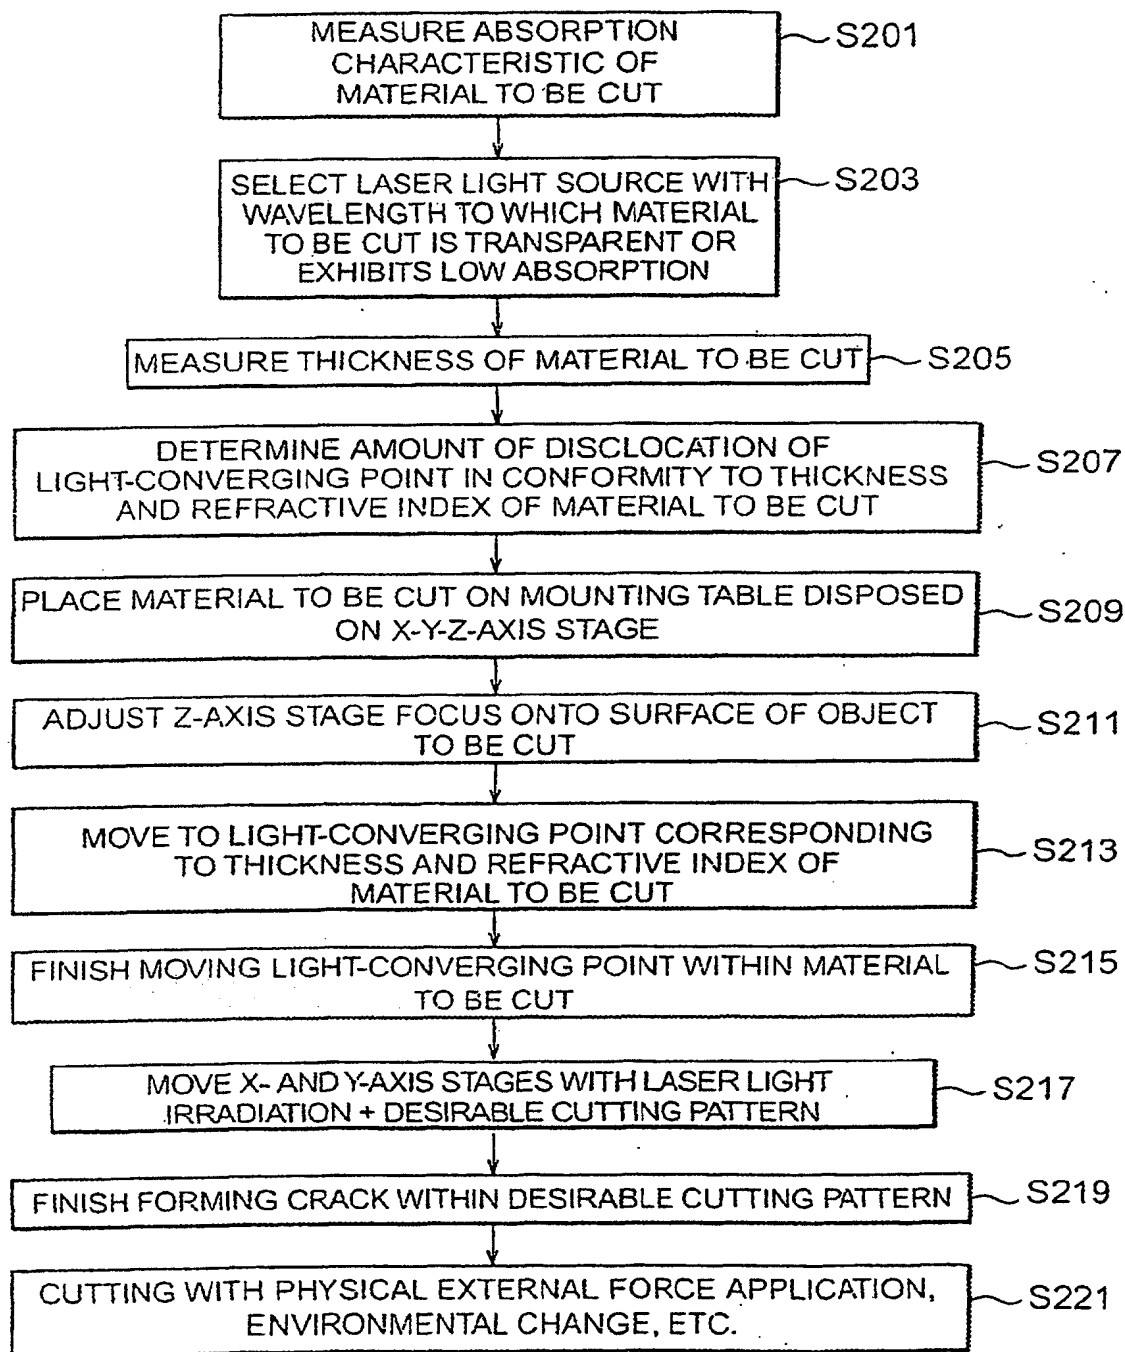 MEASURE ABSORPTION
CHARACTERISTIC OF
MATERIAL TO BE CUT
S201
SELECT LASER LIGHT SOURCE WITH
WAVELENGTH TO WHICH MATERIAL
TO BE CUT IS TRANSPARENT OR
EXHIBITS LOW ABSORPTION
S203
MEASURE THICKNESS OF MATERIAL TO BE CUT
S205
DETERMINE AMOUNT OF DISCLOCATION OF
LIGHT-CONVERGING POINT IN CONFORMITY TO THICKNESS
AND REFRACTIVE INDEX OF MATERIAL TO BE CUT
S207
PLACE MATERIAL TO BE CUT ON MOUNTING TABLE DISPOSED
ON X-Y-Z-AXIS STAGE
S209
ADJUST Z-AXIS STAGE FOCUS ONTO SURFACE OF OBJECT
TO BE CUT
S211
MOVE TO LIGHT-CONVERGING POINT CORRESPONDING
TO THICKNESS AND REFRACTIVE INDEX OF
MATERIAL TO BE CUT
S213
FINISH MOVING LIGHT-CONVERGING POINT WITHIN MATERIAL
TO BE CUT
S215
MOVE X- AND Y-AXIS STAGES WITH LASER LIGHT
IRRADIATION + DESIRABLE CUTTING PATTERN
S217
FINISH FORMING CRACK WITHIN DESIRABLE CUTTING PATTERN
S219
CUTTING WITH PHYSICAL EXTERNAL FORCE APPLICATION,
ENVIRONMENTAL CHANGE, ETC.
S221